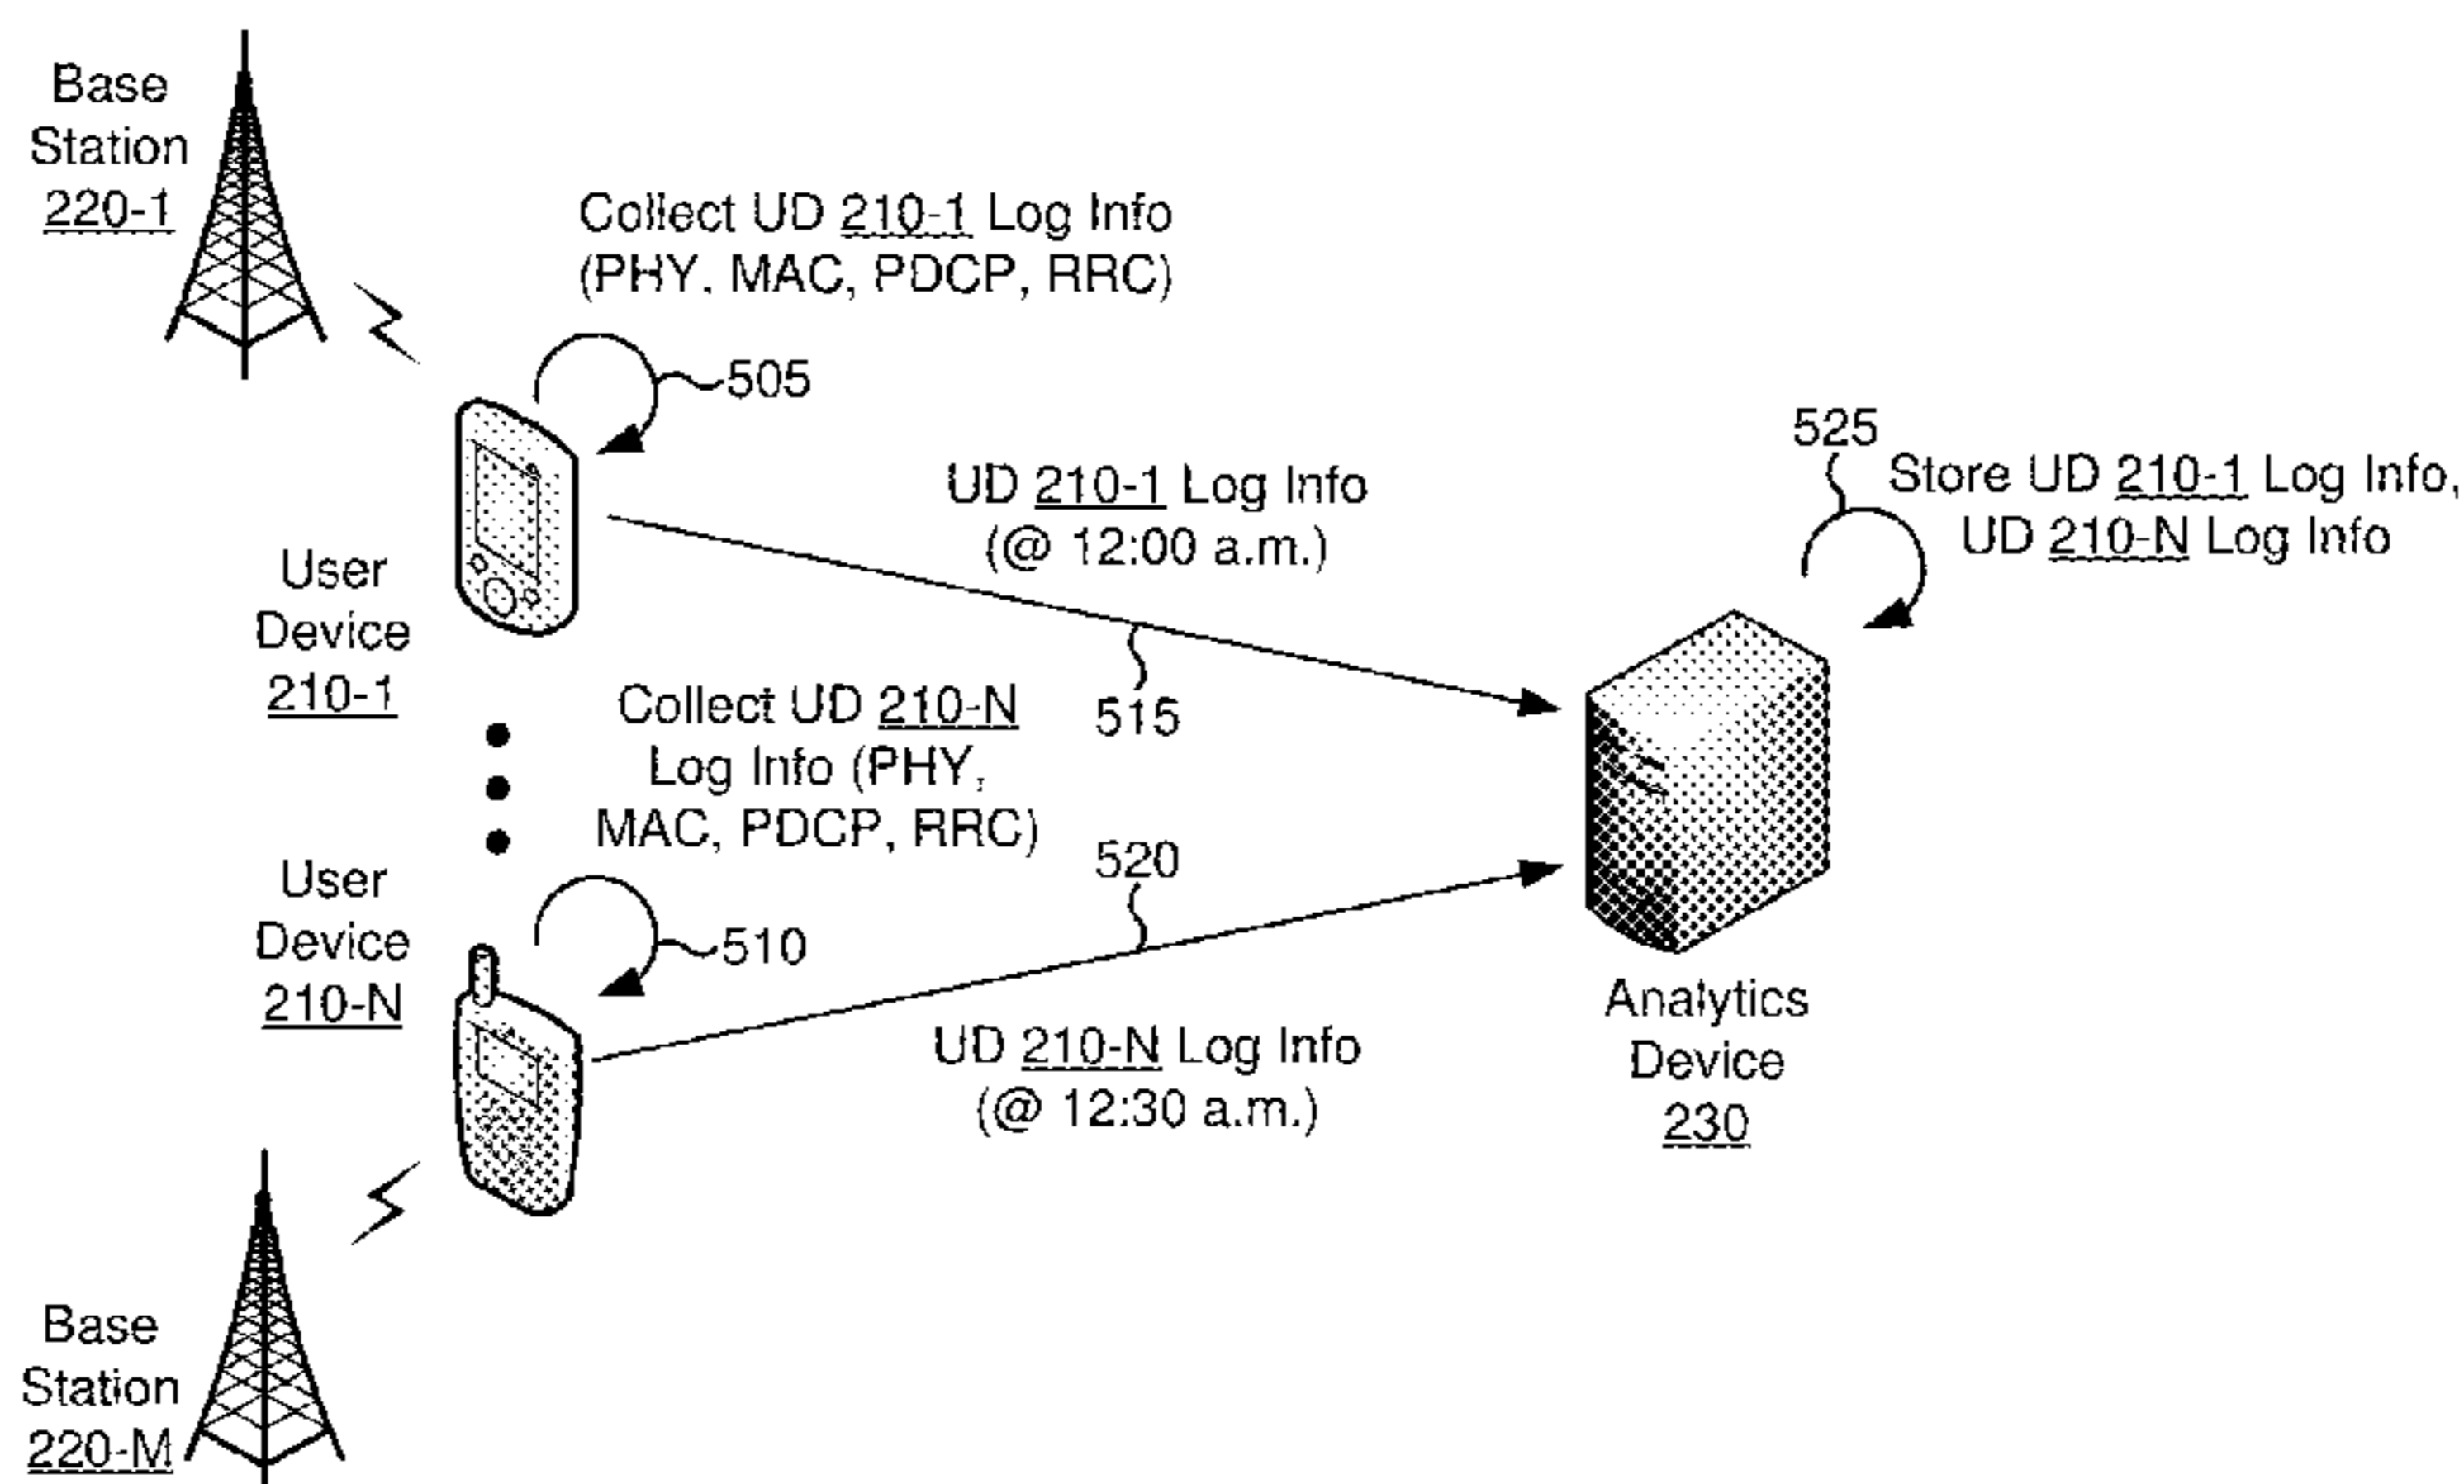 Base
Station
220-1
Collect UD 210-1 Log Info
(PHY, MAC, PDCP, RRC)
505
User
Device
210-1
UD 210-1 Log Info
(@ 12:00 a.m.)
515
525
Store UD 210-1 Log Info,
UD 210-N Log Info
Collect UD 210-N
Log Info (PHY,
MAC, PDCP, RRC)
User
Device
210-N
510
520
UD 210-N Log Info
(@ 12:30 a.m.)
Analytics
Device
230
Base
Station
220-M